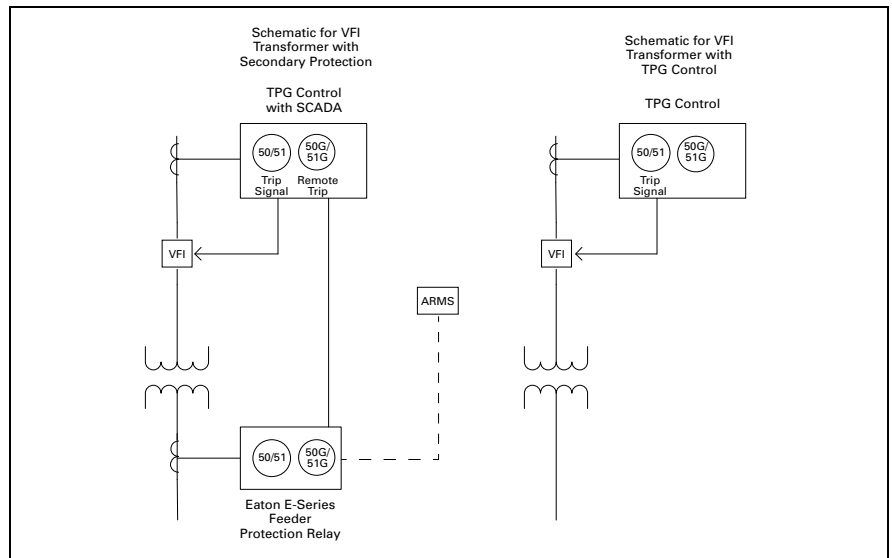 Schematic for VFI
Transformer with
Secondary Protection
TPG Control
with SCADA
50/51
50G/
51G
Trip
Signal
Remote
Trip
VFI
ARMS
50/51
50G/
51G
Eaton E-Series
Feeder
Protection Relay
Schematic for VFI
Transformer with
TPG Control
TPG Control
50/51
50G/
51G
Trip
Signal
VFI